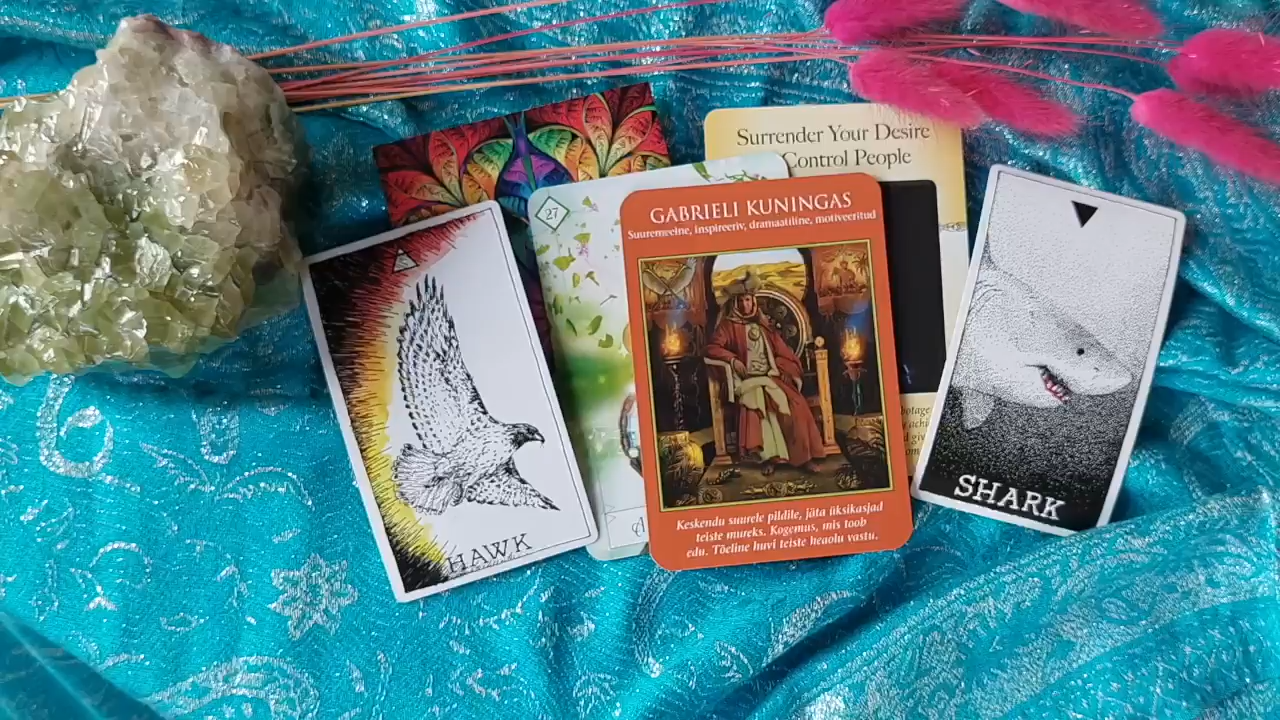 Surrender Your Desire
Control People
27
GABRIELI KUNINGAS
Suuremeelne, inspireeriv, dramaatiline, motiveeritud
Keskendu suurele pildile, jäta üksikasjad
teiste mureks. Kogemus, mis toob
edu. Tõeline huvi teiste heaolu vastu.
HAWK
SHARK